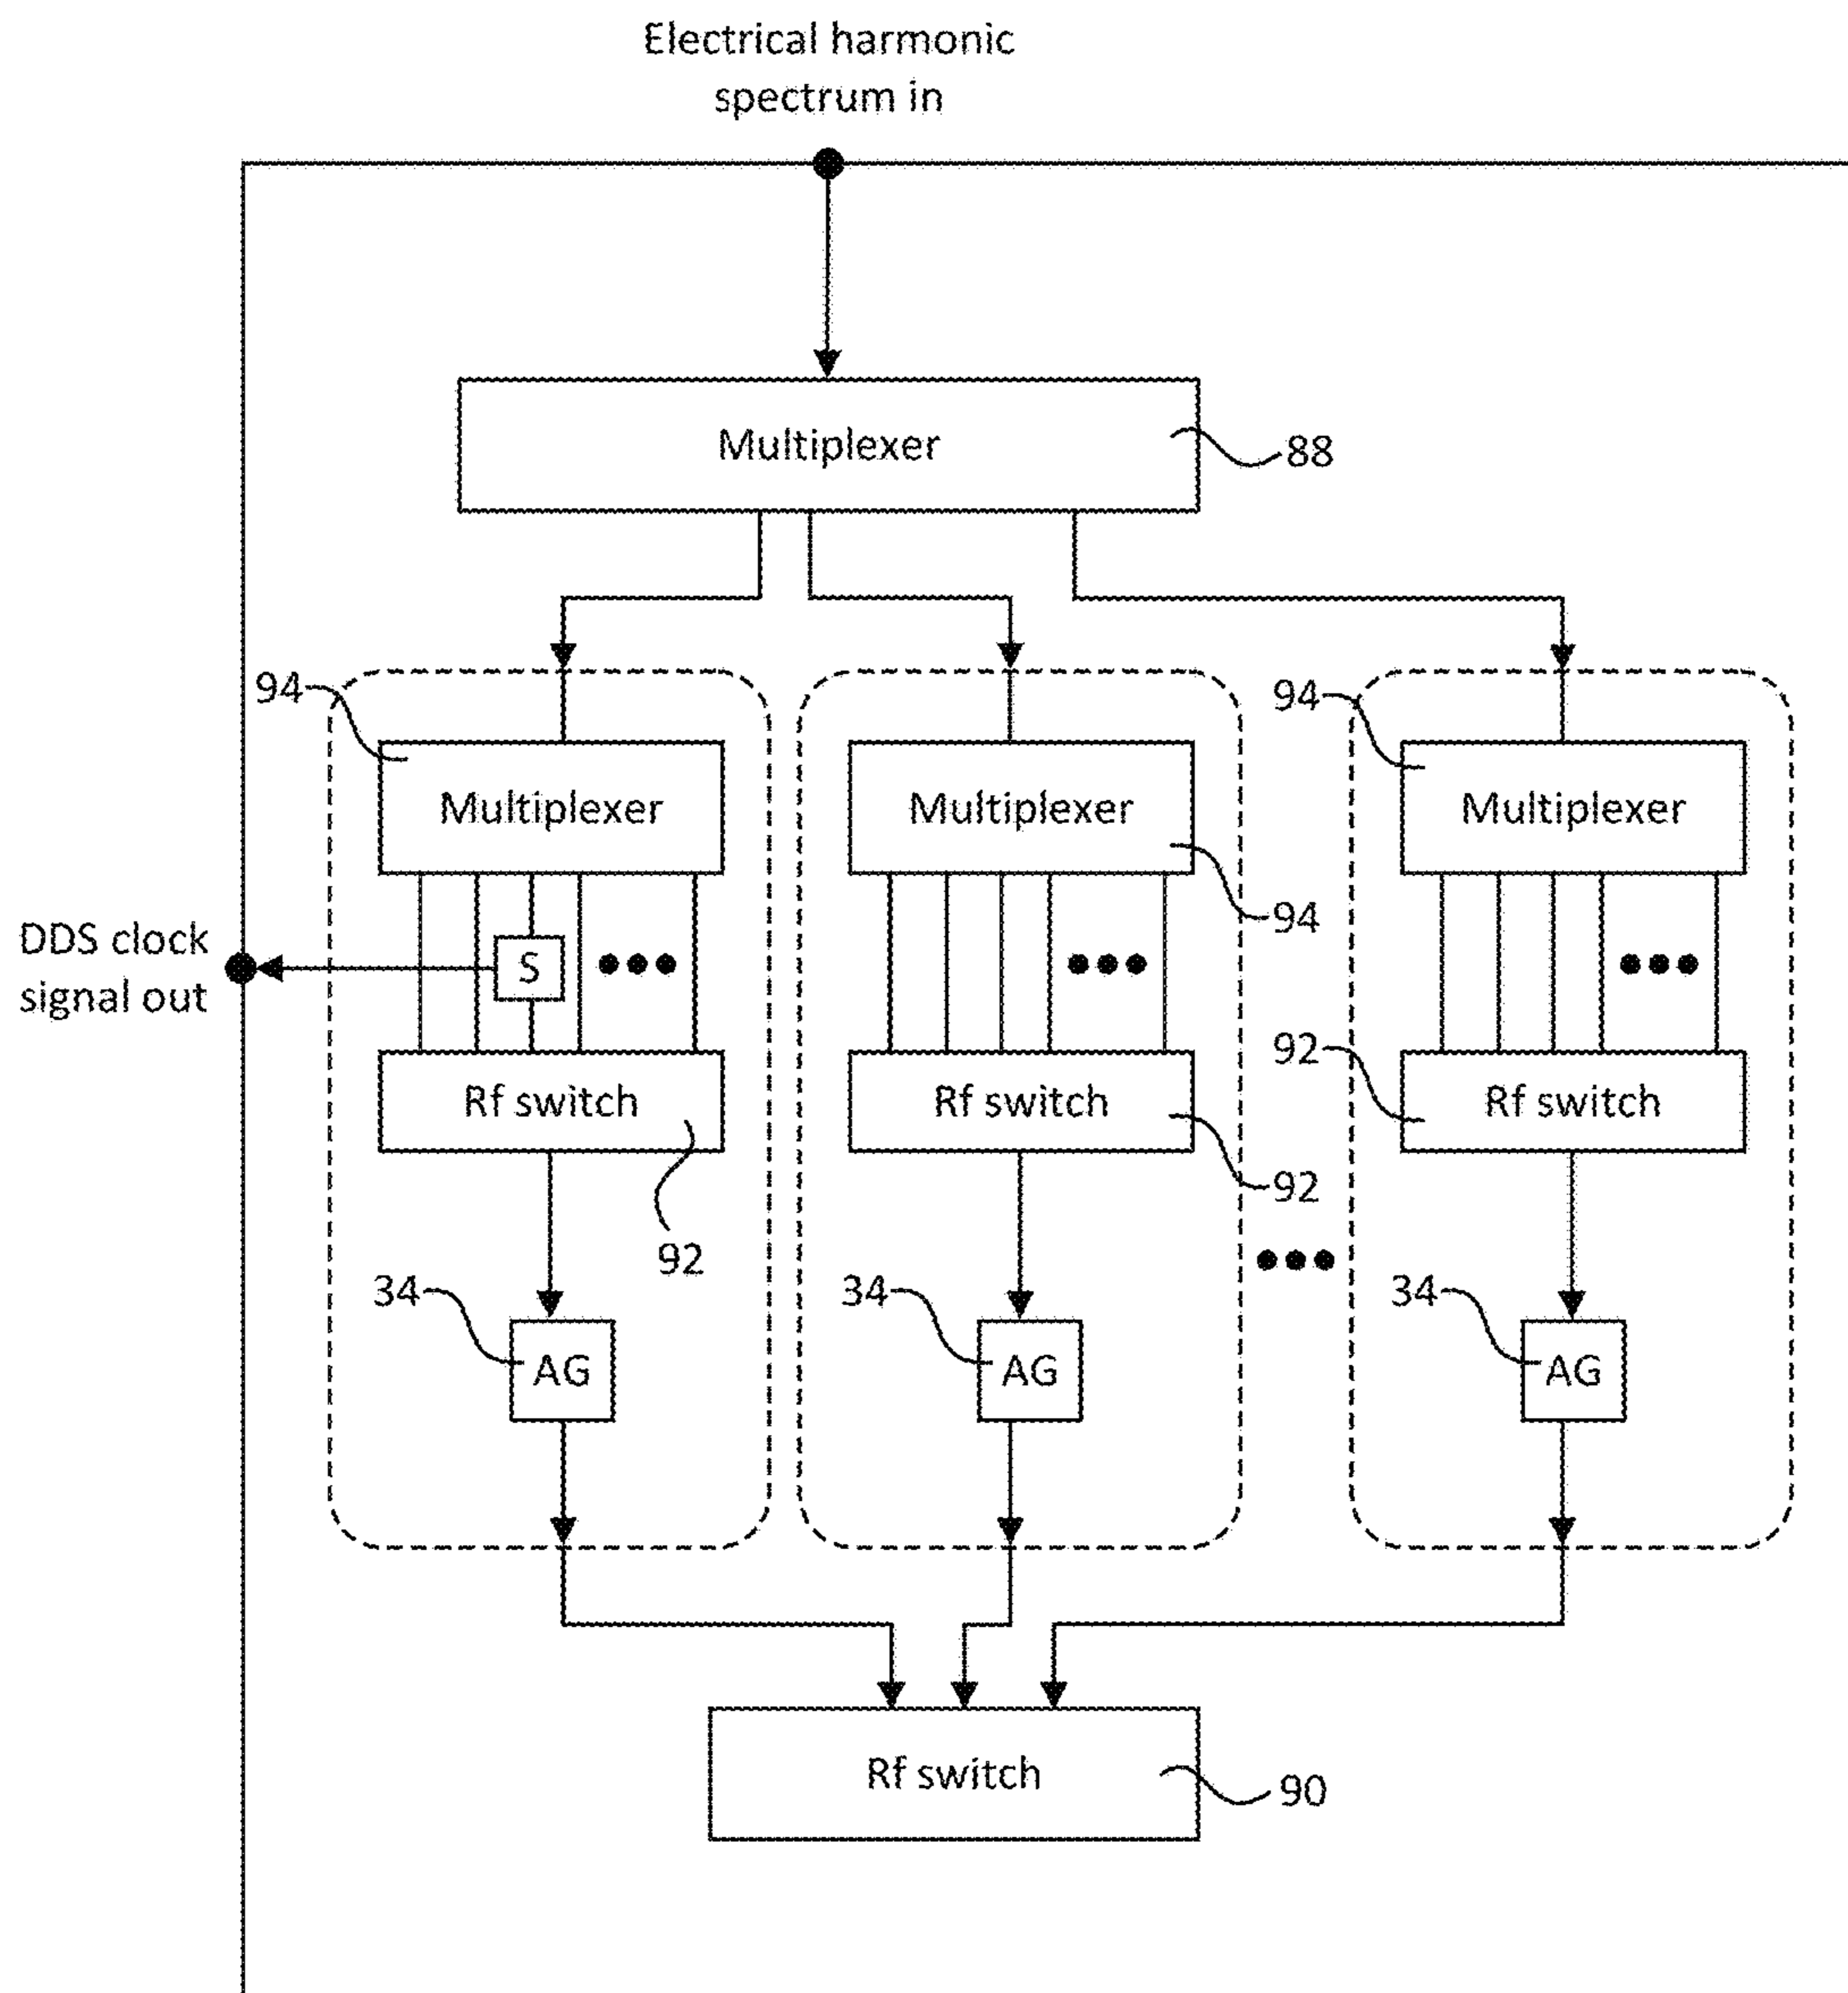 Electrical harmonic
spectrum in
Multiplexer
88
94
94
Multiplexer
Multiplexer
Multiplexer
94
DDS clock
signal out
S
92
Rf switch
Rf switch
Rf switch
92
92
34
34
34
AG
AG
AG
Rf switch
90